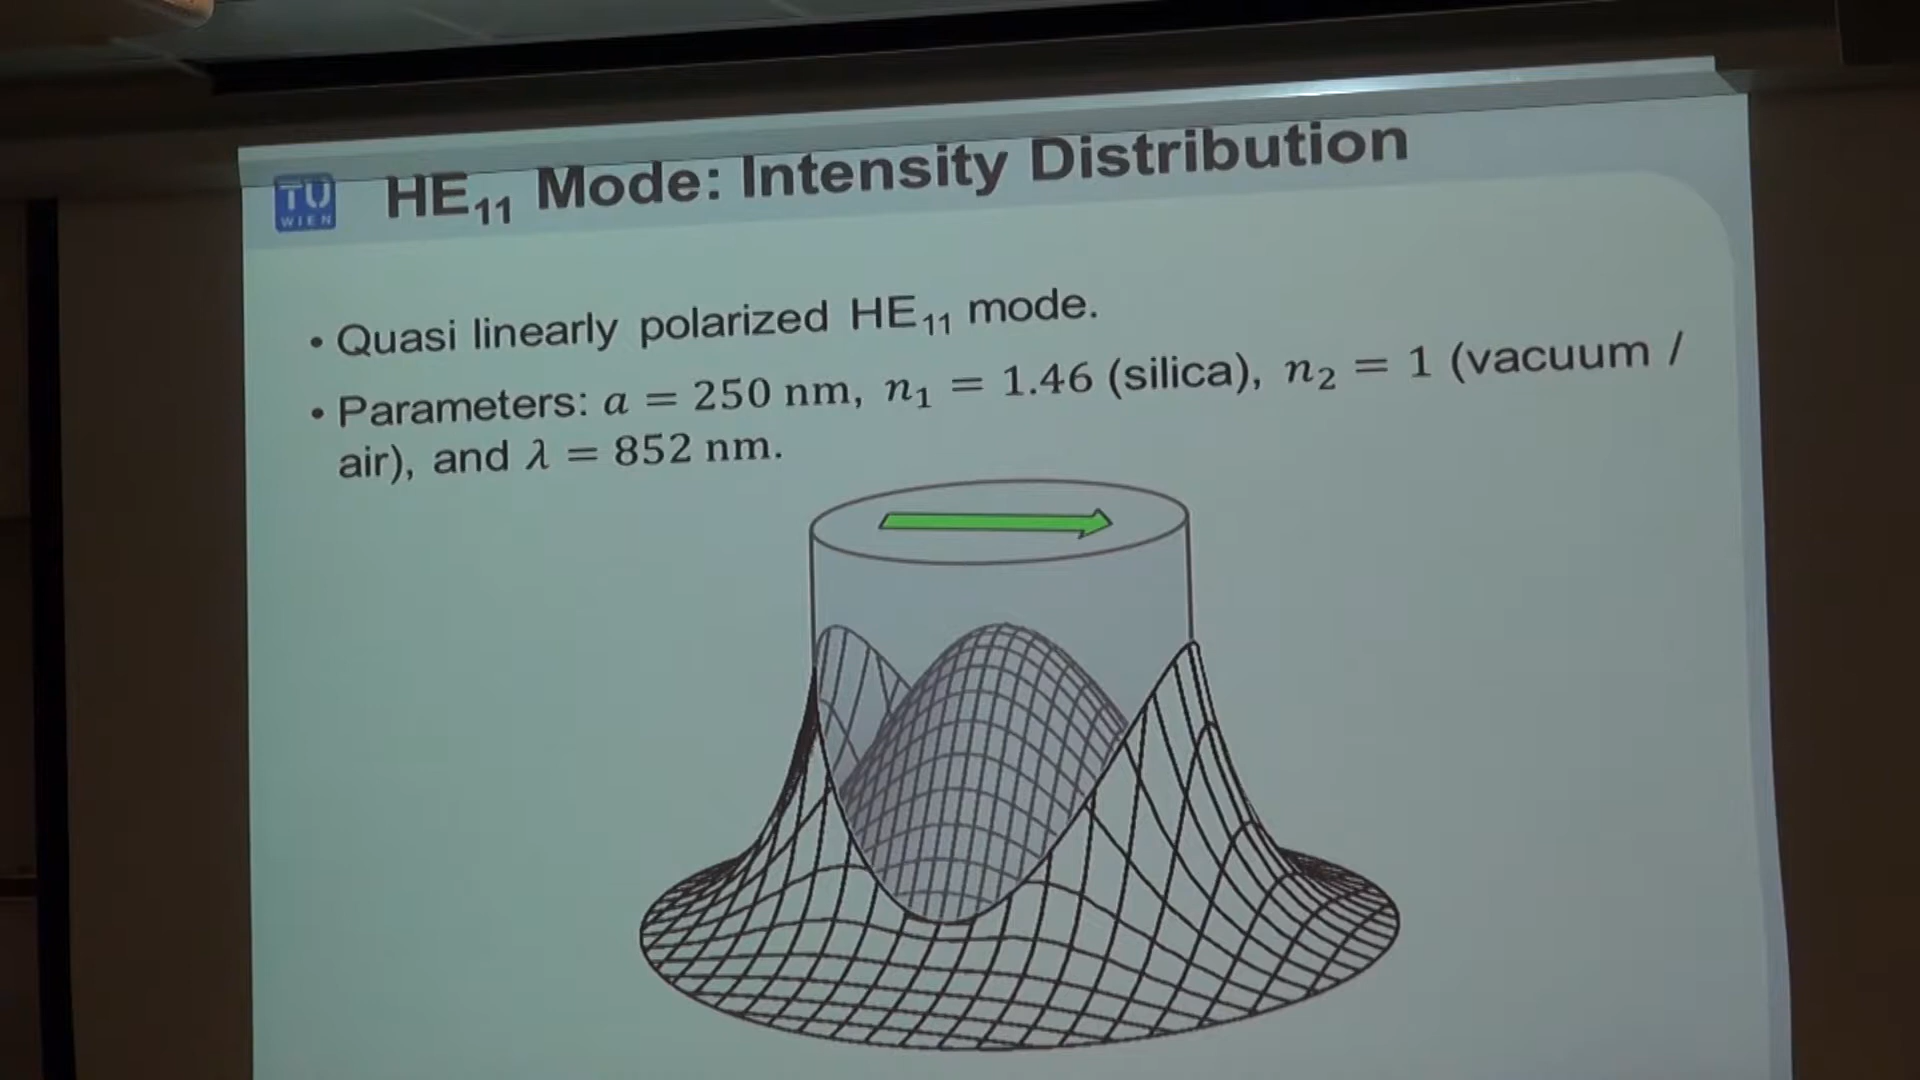 TU
WIEN
HE₁₁ Mode: Intensity Distribution
• Quasi linearly polarized HE₁₁ mode.
• Parameters: a = 250 nm, n₁ = 1.46 (silica), n₂ = 1 (vacuum /
air), and λ = 852 nm.